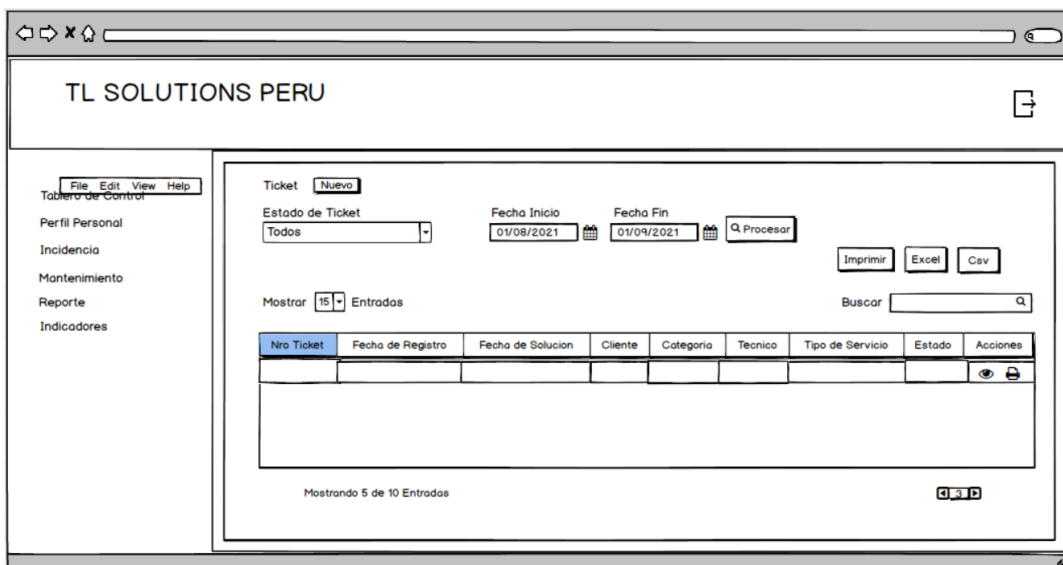 TL SOLUTIONS PERU
File Edit View Help
Tablero de Control
Perfil Personal
Incidencia
Mantenimiento
Reporte
Indicadores
Ticket Nuevo
Estado de Ticket Fecha Inicio Fecha Fin
Todos 01/08/2021 01/09/2021 Procesar
Imprimir Excel Csv
Mostrar 15 Entradas Buscar
Nro Ticket Fecha de Registro Fecha de Solucion Cliente Categoria Tecnico Tipo de Servicio Estado Acciones
Mostrando 5 de 10 Entradas 3